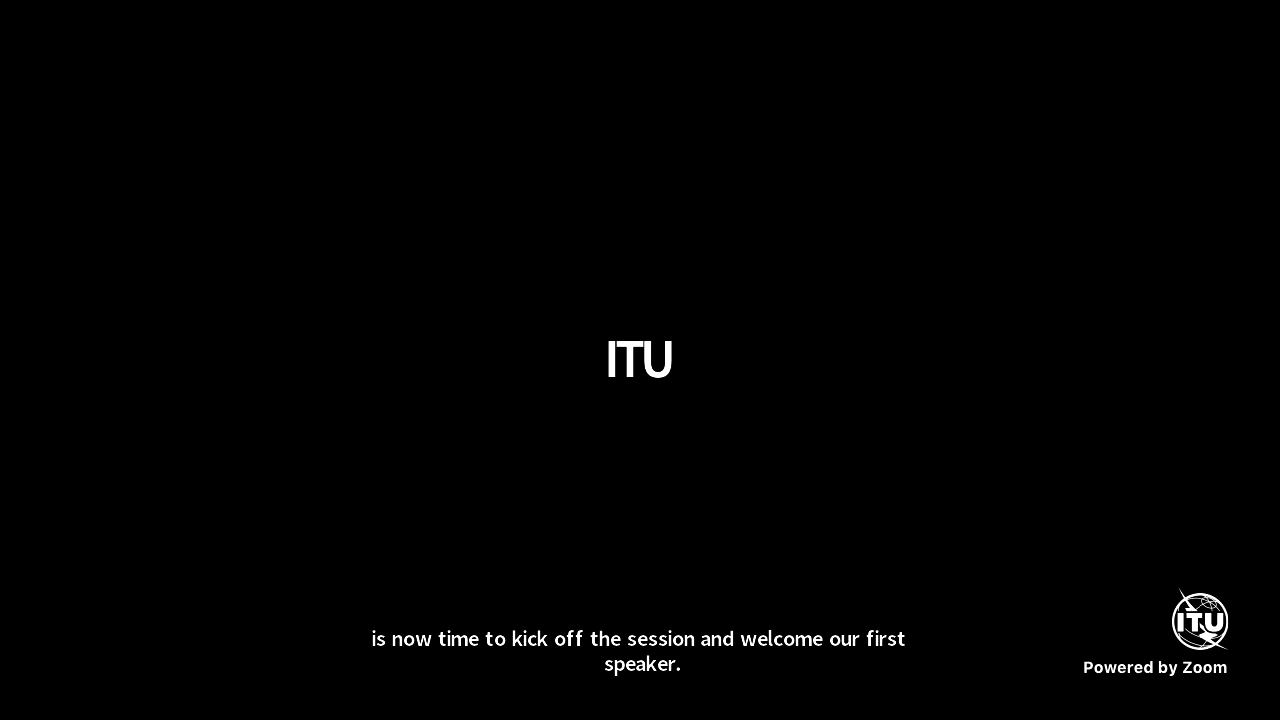 ITU
is now time to kick off the session and welcome our first
speaker.
ITU
Powered by Zoom